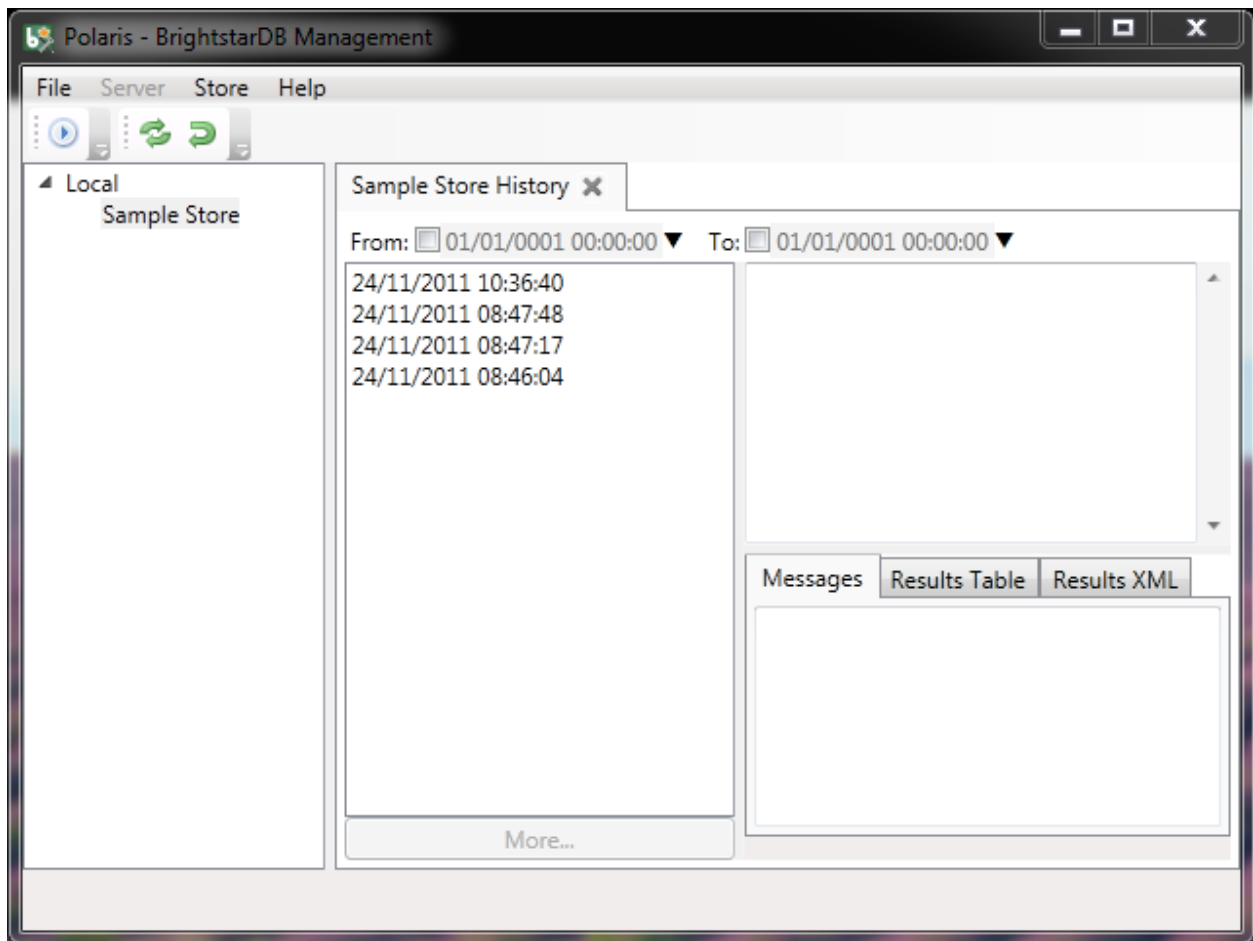 Polaris - BrightstarDB Management
File Server Store Help
Local
Sample Store
Sample Store History
From: 01/01/0001 00:00:00 To: 01/01/0001 00:00:00
24/11/2011 10:36:40
24/11/2011 08:47:48
24/11/2011 08:47:17
24/11/2011 08:46:04
More...
Messages Results Table Results XML